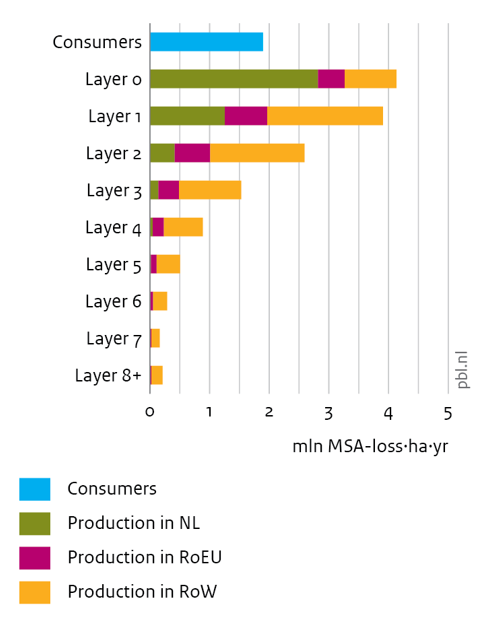 Consumers
Layer 0
Layer 1
Layer 2
Layer 3
Layer 4
Layer 5
Layer 6
Layer 7
Layer 8+
0 1 2 3 4 5
mln MSA-loss·ha·yr
pbl.nl
Consumers
Production in NL
Production in RoEU
Production in RoW